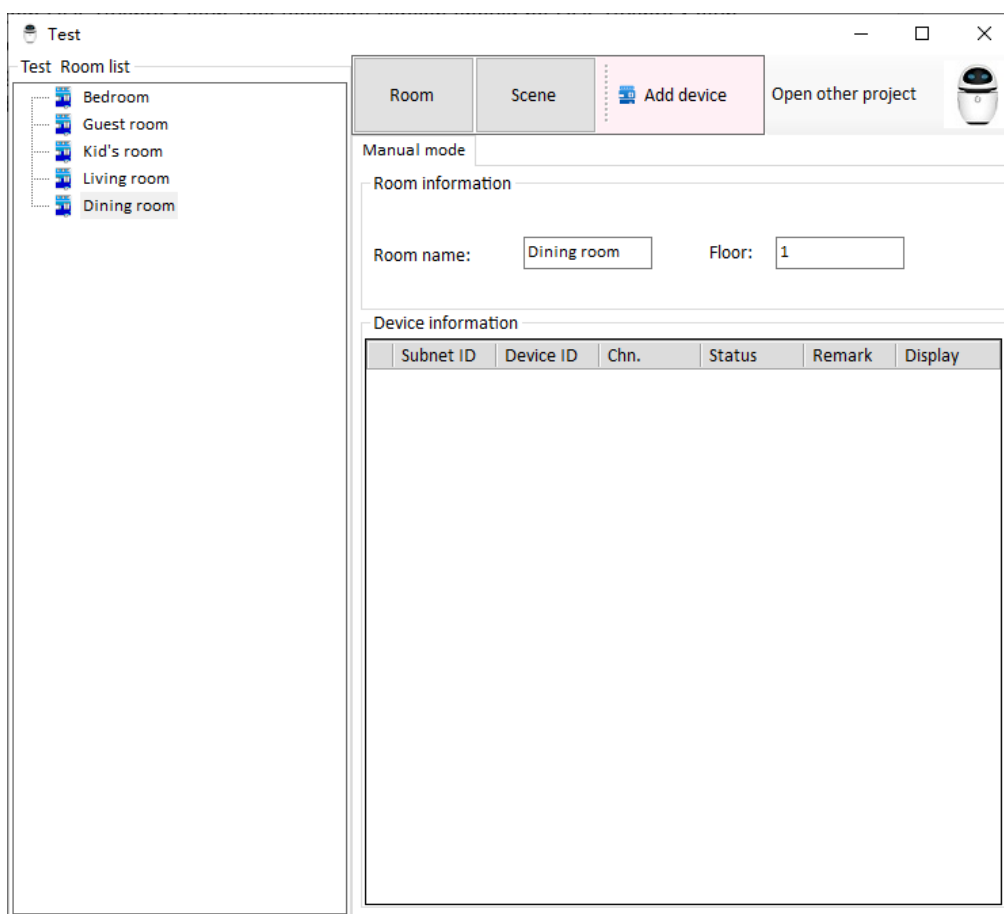 Test
Test Room list
Bedroom
Guest room
Kid's room
Living room
Dining room
Room Scene Add device Open other project
Manual mode
Room information
Room name: Dining room Floor: 1
Device information
Subnet ID Device ID Chn. Status Remark Display